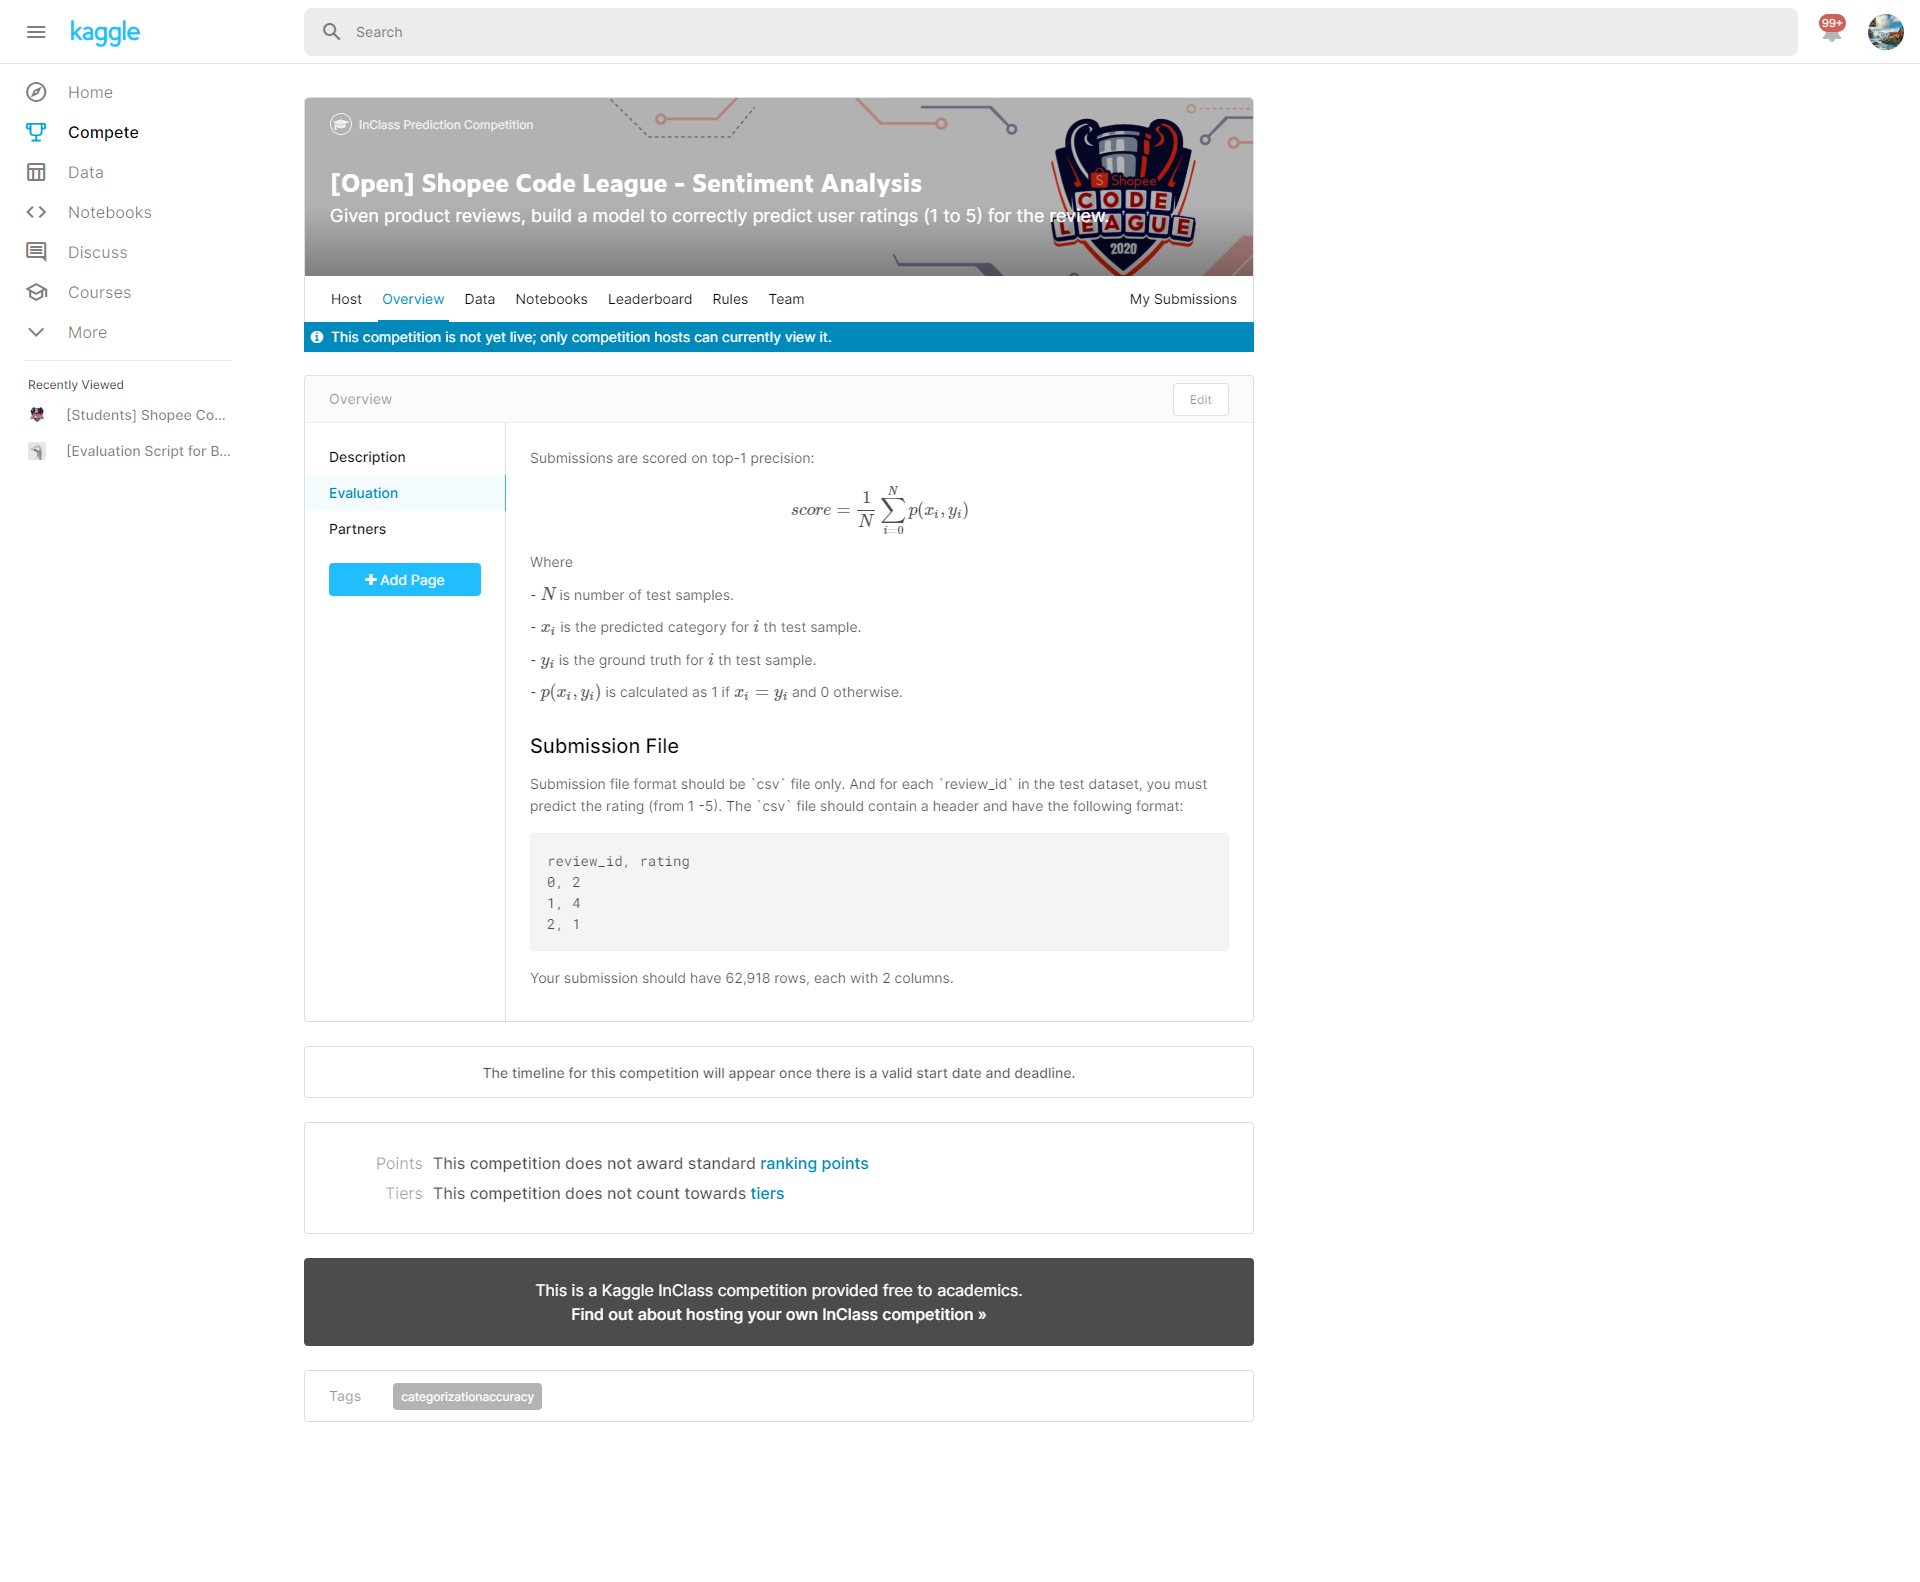 kaggle
Search
99+
Home
Compete
Data
Notebooks
Discuss
Courses
More
Recently Viewed
[Students] Shopee Co...
[Evaluation Script for B...
InClass Prediction Competition
[Open] Shopee Code League - Sentiment Analysis
Given product reviews, build a model to correctly predict user ratings (1 to 5) for the review.
S Shopee
CODE
LEAGUE
2020
Host Overview Data Notebooks Leaderboard Rules Team My Submissions
This competition is not yet live; only competition hosts can currently view it.
Overview
Edit
Description
Evaluation
Partners
+ Add Page
Submissions are scored on top-1 precision:
score = \frac{1}{N} \sum_{i=0}^{N} p(x_i, y_i)
Where
- N is number of test samples.
- x_i is the predicted category for i th test sample.
- y_i is the ground truth for i th test sample.
- p(x_i, y_i) is calculated as 1 if x_i = y_i and 0 otherwise.
Submission File
Submission file format should be `csv` file only. And for each `review_id` in the test dataset, you must
predict the rating (from 1 -5). The `csv` file should contain a header and have the following format:
review_id, rating
0, 2
1, 4
2, 1
Your submission should have 62,918 rows, each with 2 columns.
The timeline for this competition will appear once there is a valid start date and deadline.
Points This competition does not award standard ranking points
Tiers This competition does not count towards tiers
This is a Kaggle InClass competition provided free to academics.
Find out about hosting your own InClass competition »
Tags categorizationaccuracy